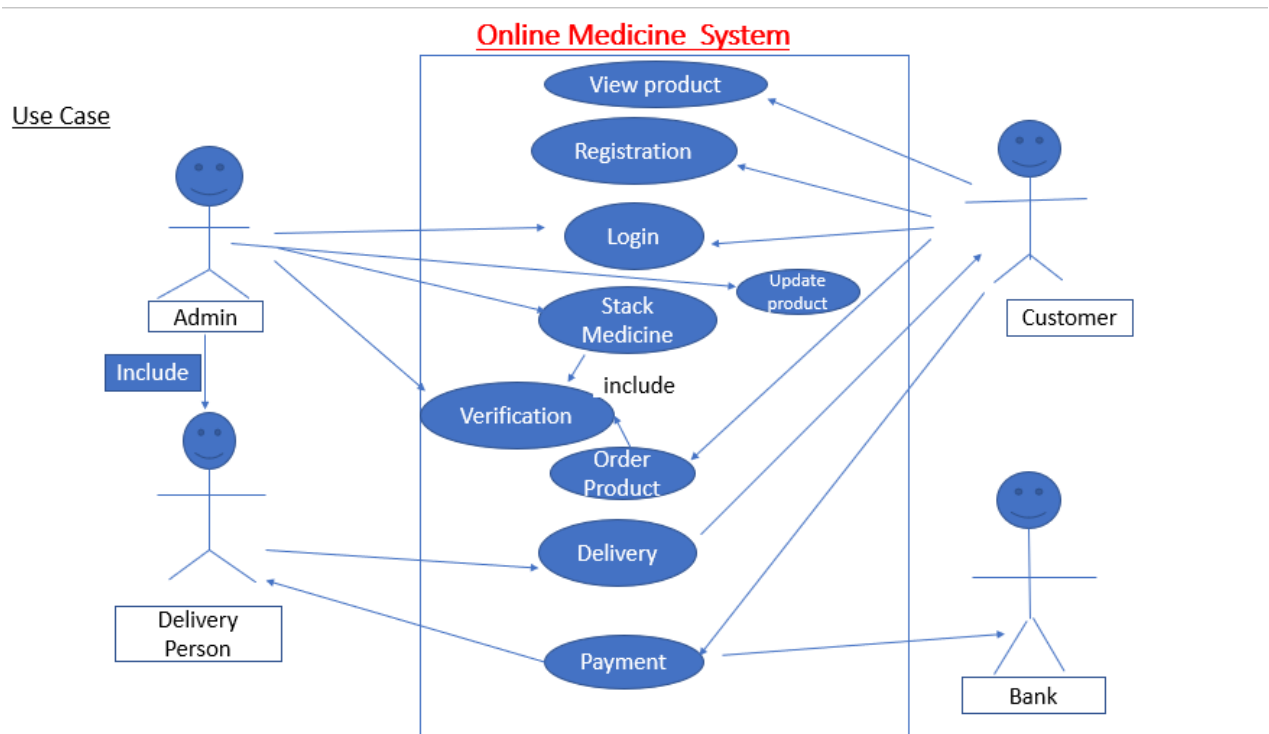 Online Medicine System
Use Case
View product
Registration
Login
Update
product
Stack
Medicine
Admin
Customer
Include
include
Verification
Order
Product
Delivery
Delivery
Person
Payment
Bank